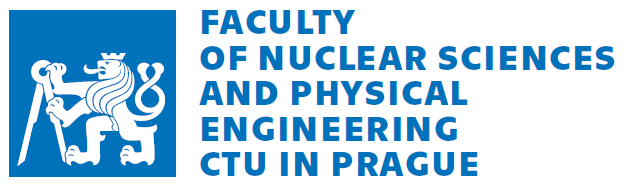 FACULTY
OF NUCLEAR SCIENCES
AND PHYSICAL
ENGINEERING
CTU IN PRAGUE